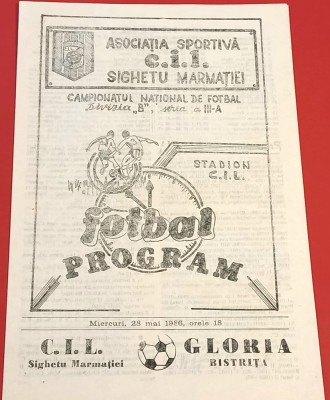 ASOCIAȚIA SPORTIVĂ
C.I.L.
SIGHETU MARMAȚIEI
CAMPIONATUL NAȚIONAL DE FOTBAL
Divizia „B”, seria a III-A
STADION
C.I.L.
fotbal
PROGRAM
Miercuri, 28 mai 1986, orele 18
C.I.L.
Sighetu Marmației
GLORIA
BISTRIȚA